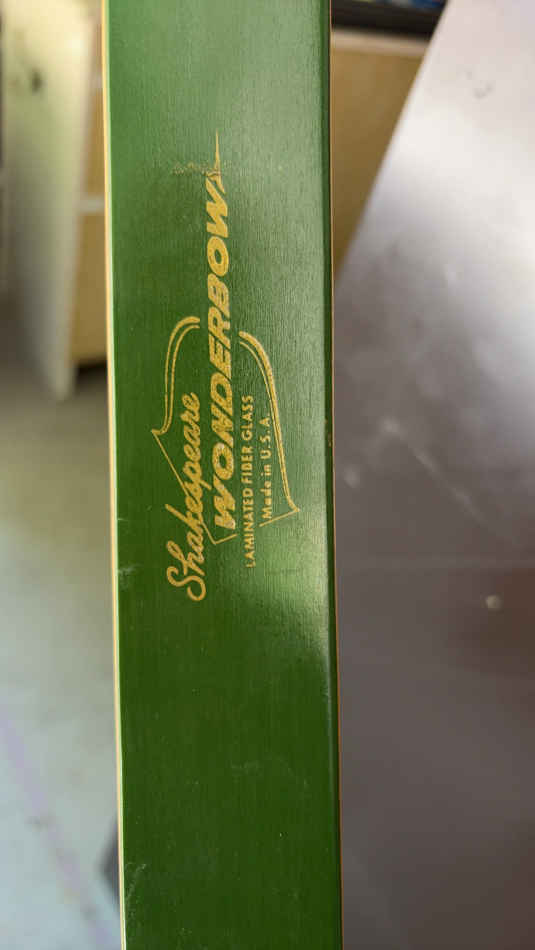 Shakespeare
WONDERBOW
LAMINATED FIBER GLASS
Made in U.S.A